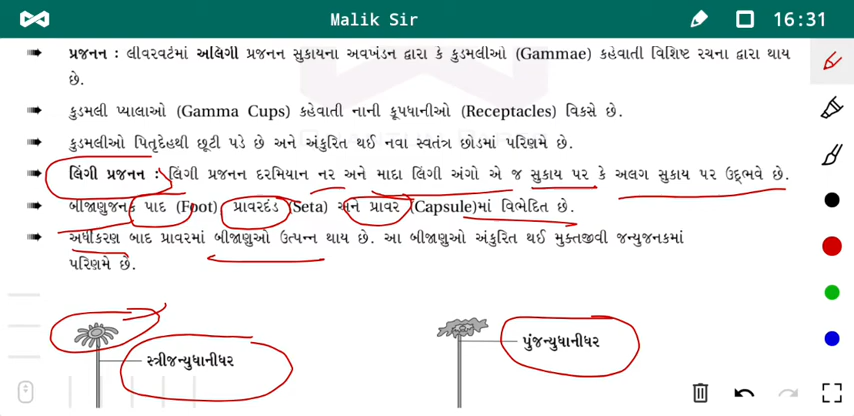 Malik Sir
16:31
પ્રજનન : લીવરવર્ટમાં અલિંગી પ્રજનન સુકાયના અવખંડન દ્વારા કે કુડમલીઓ (Gammae) કહેવાતી વિશિષ્ટ રચના દ્વારા થાય
છે.
કુડમલી પ્યાલાઓ (Gamma Cups) કહેવાતી નાની કૂપધાનીઓ (Receptacles) વિકસે છે.
કુડમલીઓ પિતૃદેહથી છૂટી પડે છે અને અંકુરિત થઈ નવા સ્વતંત્ર છોડમાં પરિણમે છે.
લિંગી પ્રજનન : લિંગી પ્રજનન દરમિયાન નર અને માદા લિંગી અંગો એ જ સુકાય પર કે અલગ સુકાય પર ઉદ્ભવે છે.
બીજાણુજનક પાદ (Foot) પ્રાવરદંડ (Seta) અને પ્રાવર (Capsule)માં વિભેદિત છે.
અર્ધીકરણ બાદ પ્રાવરમાં બીજાણુઓ ઉત્પન્ન થાય છે. આ બીજાણુઓ અંકુરિત થઈ મુક્તજીવી જન્યુજનકમાં
પરિણમે છે.
સ્ત્રીજન્યુધાનીધર
પુંજન્યુધાનીધર